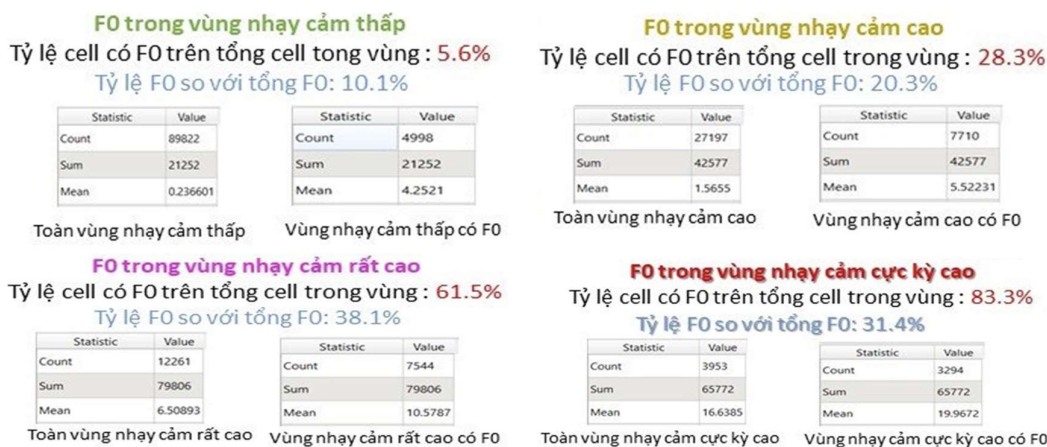 F0 trong vùng nhạy cảm thấp
Tỷ lệ cell có F0 trên tổng cell tong vùng : 5.6%
Tỷ lệ F0 so với tổng F0: 10.1%
Statistic Value
Count 89822
Sum 21252
Mean 0.236601
Toàn vùng nhạy cảm thấp
Statistic Value
Count 4998
Sum 21252
Mean 4.2521
Vùng nhạy cảm thấp có F0
F0 trong vùng nhạy cảm cao
Tỷ lệ cell có F0 trên tổng cell trong vùng : 28.3%
Tỷ lệ F0 so với tổng F0: 20.3%
Statistic Value
Count 27197
Sum 42577
Mean 1.5655
Toàn vùng nhạy cảm cao
Statistic Value
Count 7710
Sum 42577
Mean 5.52231
Vùng nhạy cảm cao có F0
F0 trong vùng nhạy cảm rất cao
Tỷ lệ cell có F0 trên tổng cell trong vùng : 61.5%
Tỷ lệ F0 so với tổng F0: 38.1%
Statistic Value
Count 12261
Sum 79806
Mean 6.50893
Toàn vùng nhạy cảm rất cao
Statistic Value
Count 7544
Sum 79806
Mean 10.5787
Vùng nhạy cảm rất cao có F0
F0 trong vùng nhạy cảm cực kỳ cao
Tỷ lệ cell có F0 trên tổng cell trong vùng : 83.3%
Tỷ lệ F0 so với tổng F0: 31.4%
Statistic Value
Count 3953
Sum 65772
Mean 16.6385
Toàn vùng nhạy cảm cực kỳ cao
Statistic Value
Count 3294
Sum 65772
Mean 19.9672
Vùng nhạy cảm cực kỳ cao có F0